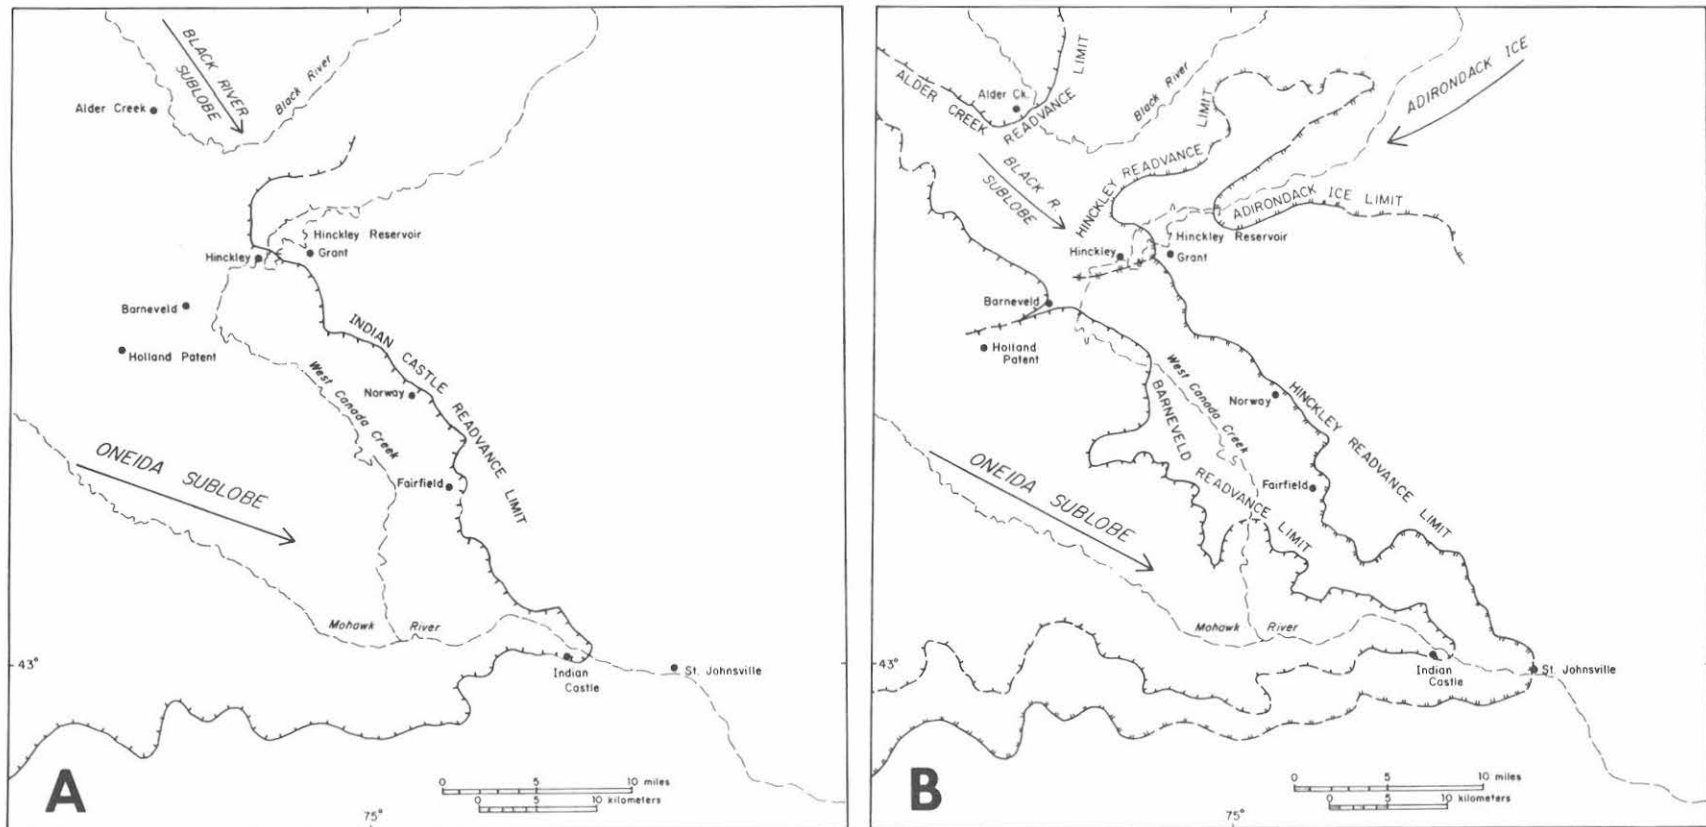 BLACK RIVER
SUBLOBE
Black River
Alder Creek
Hinckley Reservoir
Hinckley
Grant
Barneveld
Holland Patent
INDIAN CASTLE READVANCE LIMIT
Norway
West Canada Creek
ONEIDA SUBLOBE
Fairfield
Mohawk River
43°
Indian
Castle
St. Johnsville
0 5 10 miles
0 5 10 kilometers
A
75°
ALDER CREEK READVANCE LIMIT
Alder Ck.
Black River
ADIRONDACK ICE
BLACK R.
SUBLOBE
HINCKLEY READVANCE LIMIT
ADIRONDACK ICE LIMIT
Hinckley Reservoir
Hinckley
Grant
Barneveld
Holland
Patent
West Canada Creek
Norway
HINCKLEY READVANCE LIMIT
BARNEVELD READVANCE LIMIT
ONEIDA SUBLOBE
Fairfield
Mohawk River
43°
Indian
Castle
St. Johnsville
0 5 10 miles
0 5 10 kilometers
B
75°